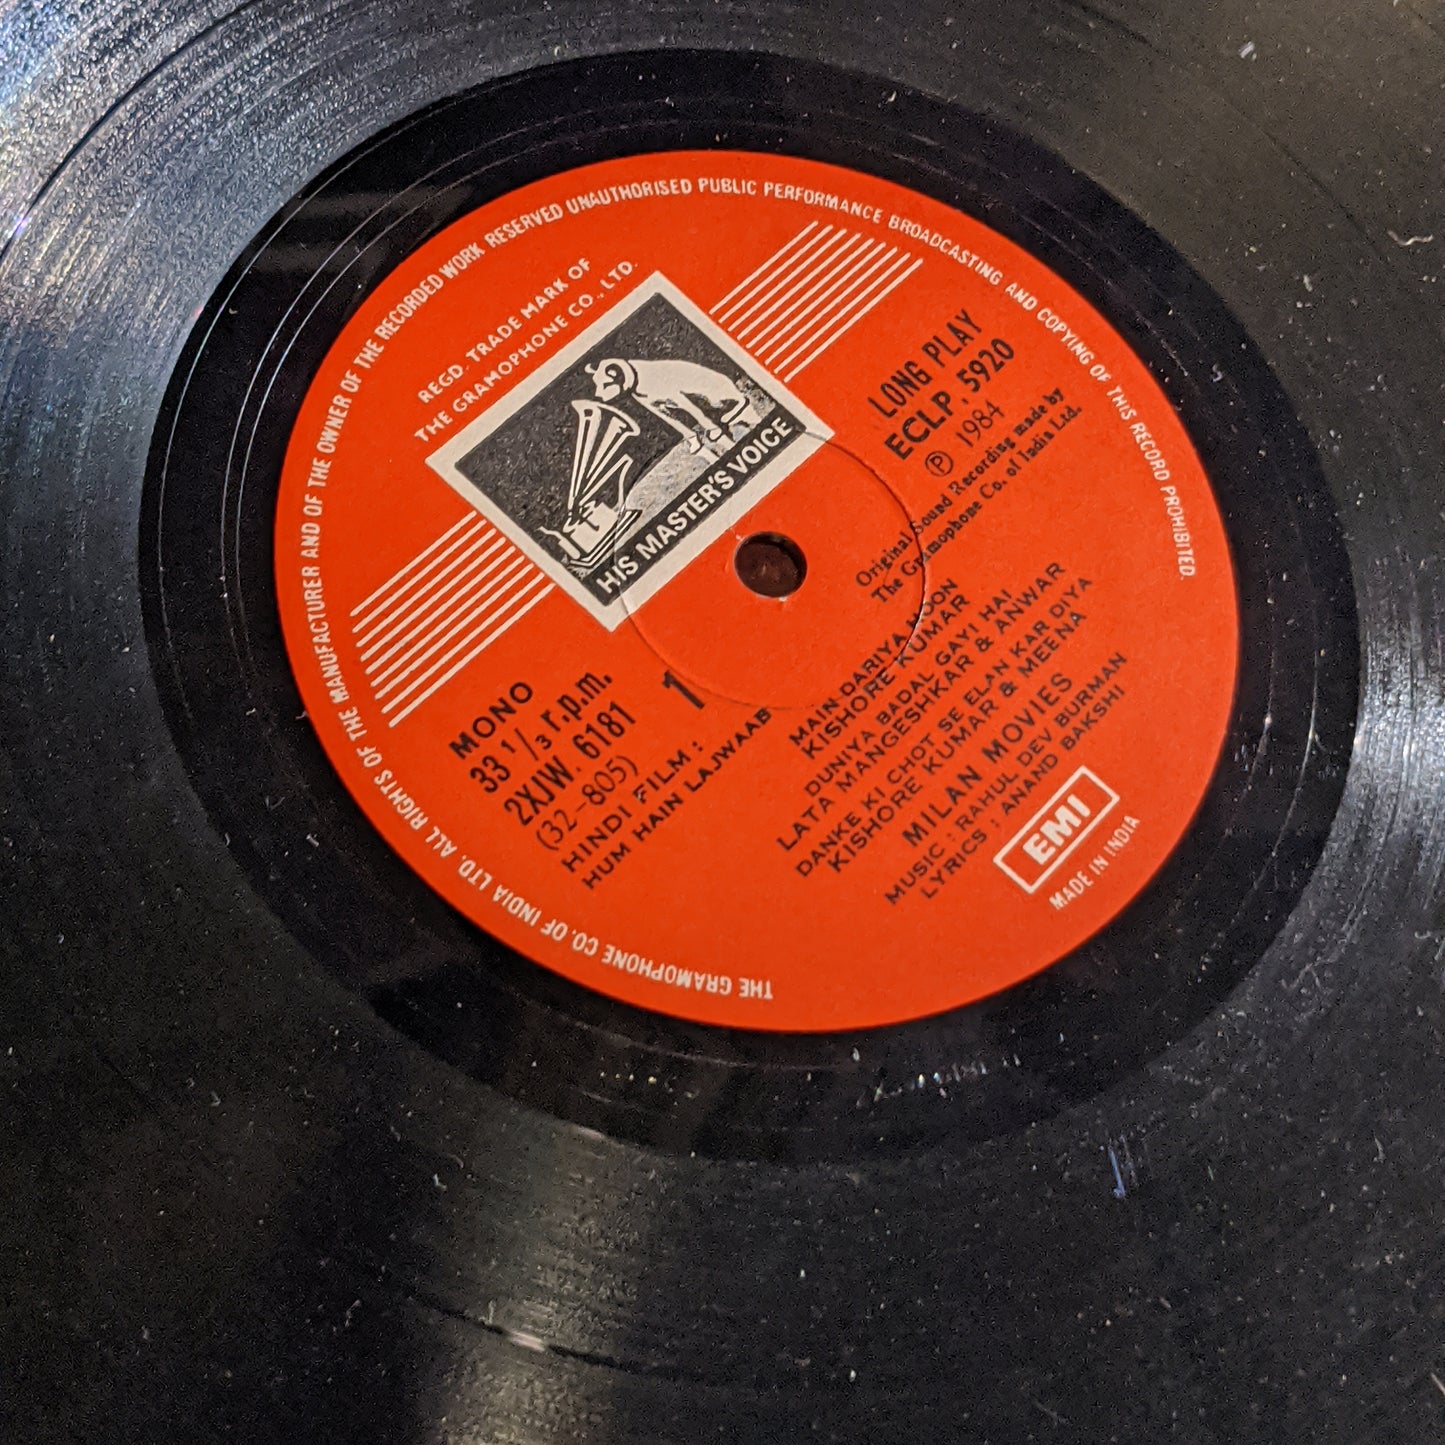 THE GRAMOPHONE CO. OF INDIA LTD. ALL RIGHTS OF THE MANUFACTURER AND OF THE OWNER OF THE RECORDED WORK RESERVED UNAUTHORISED PUBLIC PERFORMANCE BROADCASTING AND COPYING OF THIS RECORD PROHIBITED.
REGD. TRADE MARK OF
THE GRAMOPHONE CO., LTD.
HIS MASTER'S VOICE
LONG PLAY
ECLP. 5920
Ⓟ 1984
Original Sound Recording made by
The Gramophone Co. of India Ltd.
MONO
33 1/3 r.p.m.
2XJW. 6181
(32-805)
1
HINDI FILM :
HUM HAIN LAJWAAB
MAIN DARIYA HOON
KISHORE KUMAR
DUNIYA BADAL GAYI HAI
LATA MANGESHKAR & ANWAR
DANKE KI CHOT SE ELAN KAR DIYA
KISHORE KUMAR & MEENA
MILAN MOVIES
MUSIC : RAHUL DEV BURMAN
LYRICS : ANAND BAKSHI
EMI
MADE IN INDIA